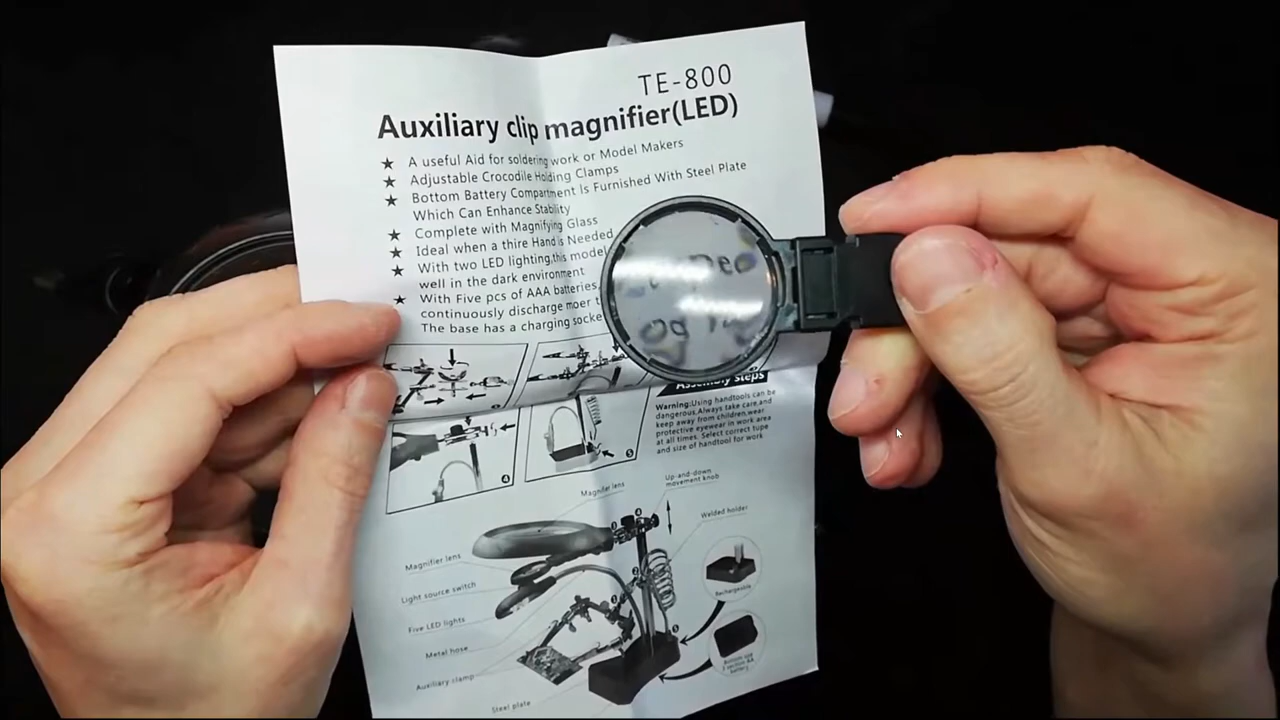 TE-800
Auxiliary clip magnifier(LED)
★ A useful Aid for soldering work or Model Makers
★ Adjustable Crocodile Holding Clamps
★ Bottom Battery Compartment Is Furnished With Steel Plate
Which Can Enhance Stability
★ Complete with Magnifying Glass
★ Ideal when a thire Hand is Needed
★ With two LED lighting,this model
well in the dark environment
★ With Five pcs of AAA batteries,
continuously discharge moer
The base has a charging socke
Assembly steps
Warning:Using handtools can be
dangerous.Always take care,and
keep away from children,wear
protective eyewear in work area
at all times. Select correct tupe
and size of handtool for work
4
5
Up-and-down
movement knob
Magnifer lens
Welded holder
Magnifier lens
Light source switch
Rechargeable
Five LED lights
Metal hose
Auxiliary clamp
Steel plate